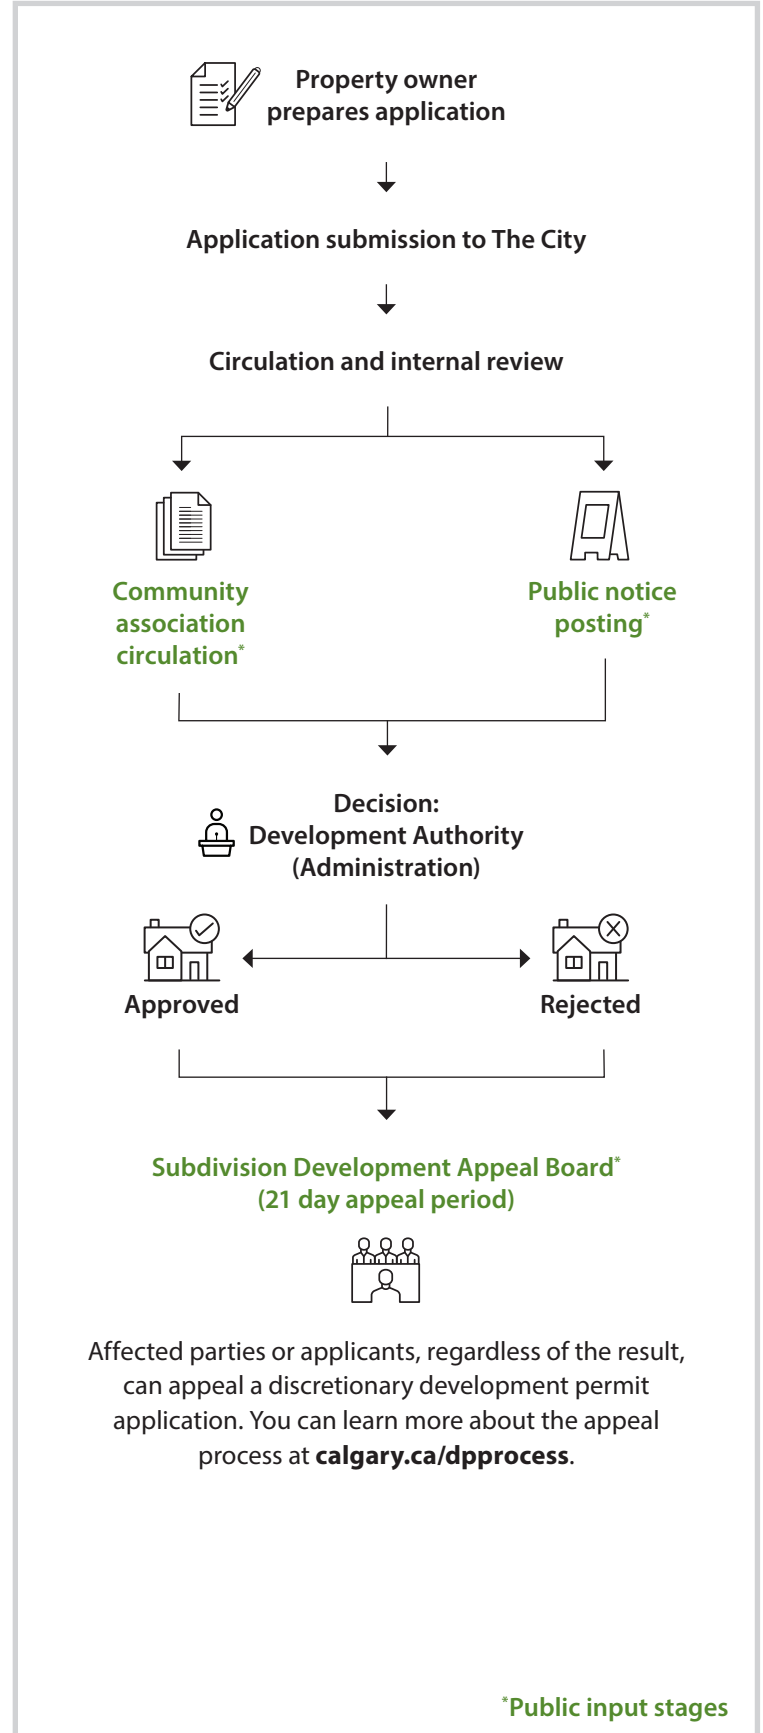 Property owner
prepares application
Application submission to The City
Circulation and internal review
Community
association
circulation*
Public notice
posting*
Decision:
Development Authority
(Administration)
Approved
Rejected
Subdivision Development Appeal Board*
(21 day appeal period)
Affected parties or applicants, regardless of the result,
can appeal a discretionary development permit
application. You can learn more about the appeal
process at calgary.ca/dpprocess.
*Public input stages